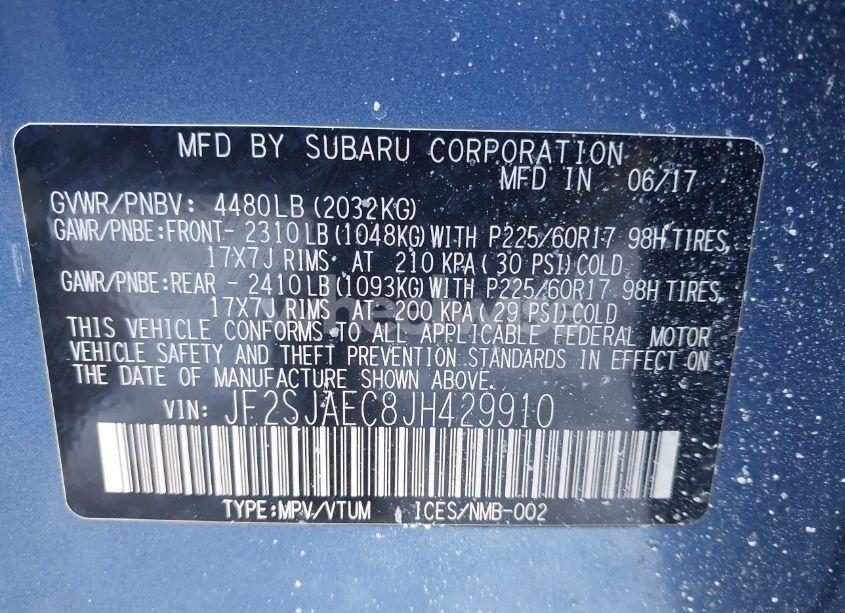 MFD BY SUBARU CORPORATION
MFD IN 06/17
GVWR/PNBV: 4480LB (2032KG)
GAWR/PNBE:FRONT- 2310LB (1048KG)WITH P225/60R17 98H TIRES,
17X7J RIMS: AT 210 KPA ( 30 PSI)COLD
GAWR/PNBE:REAR - 2410LB (1093KG)WITH P225/60R17 98H TIRES,
17X7J RIMS: AT 200 KPA (29 PSI)COLD
THIS VEHICLE CONFORMS TO ALL APPLICABLE FEDERAL MOTOR
VEHICLE SAFETY AND THEFT PREVENTION STANDARDS IN EFFECT ON
THE DATE OF MANUFACTURE SHOWN ABOVE.
VIN: JF2SJAEC8JH429910
TYPE:MPV/VTUM ICES/NMB-002